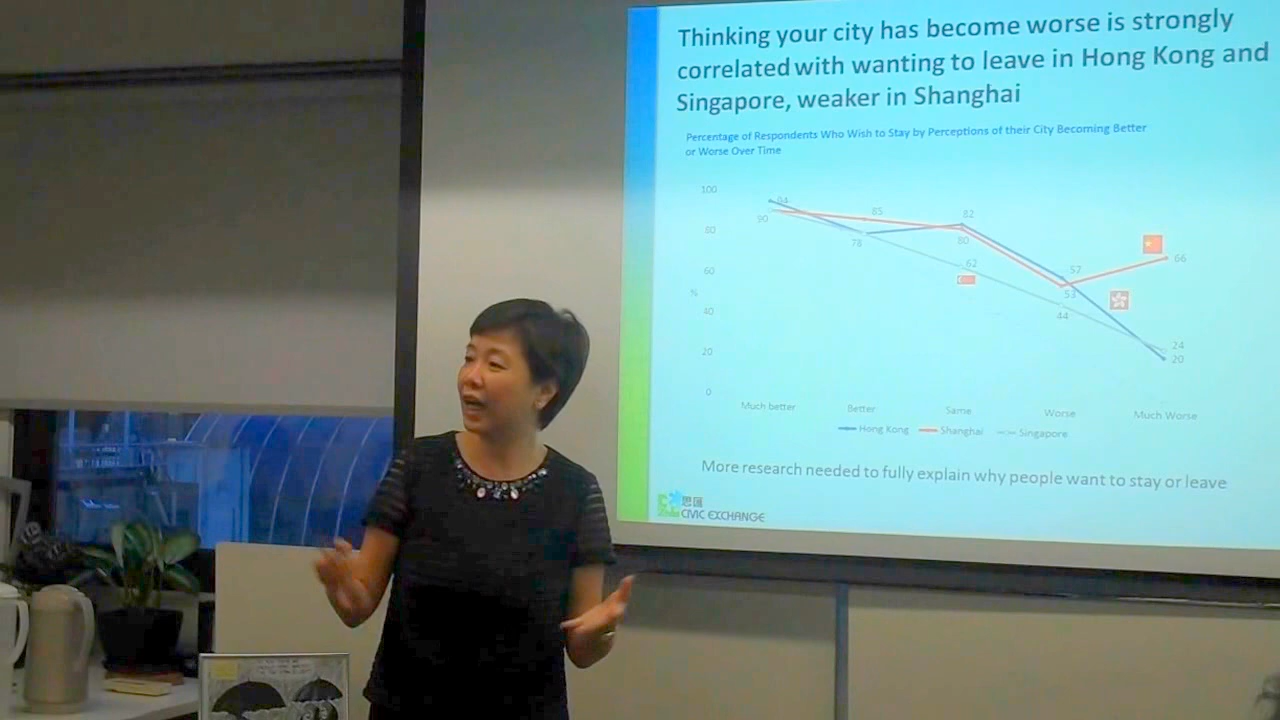 Thinking your city has become worse is strongly
correlated with wanting to leave in Hong Kong and
Singapore, weaker in Shanghai
Percentage of Respondents Who Wish to Stay by Perceptions of their City Becoming Better
or Worse Over Time
100
80
60
%
40
20
0
94
90
85
78
82
80
62
57
53
44
66
24
20
Much better
Better
Same
Worse
Much Worse
Hong Kong
Shanghai
Singapore
More research needed to fully explain why people want to stay or leave
思匯
CIVIC EXCHANGE